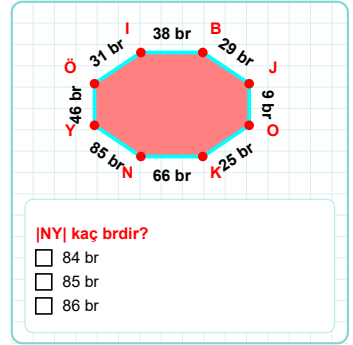 I
B
38 br
31 br
29 br
Ö
J
46 br
9 br
Y
O
85 br
25 br
N
K
66 br
|NY| kaç brdir?
84 br
85 br
86 br